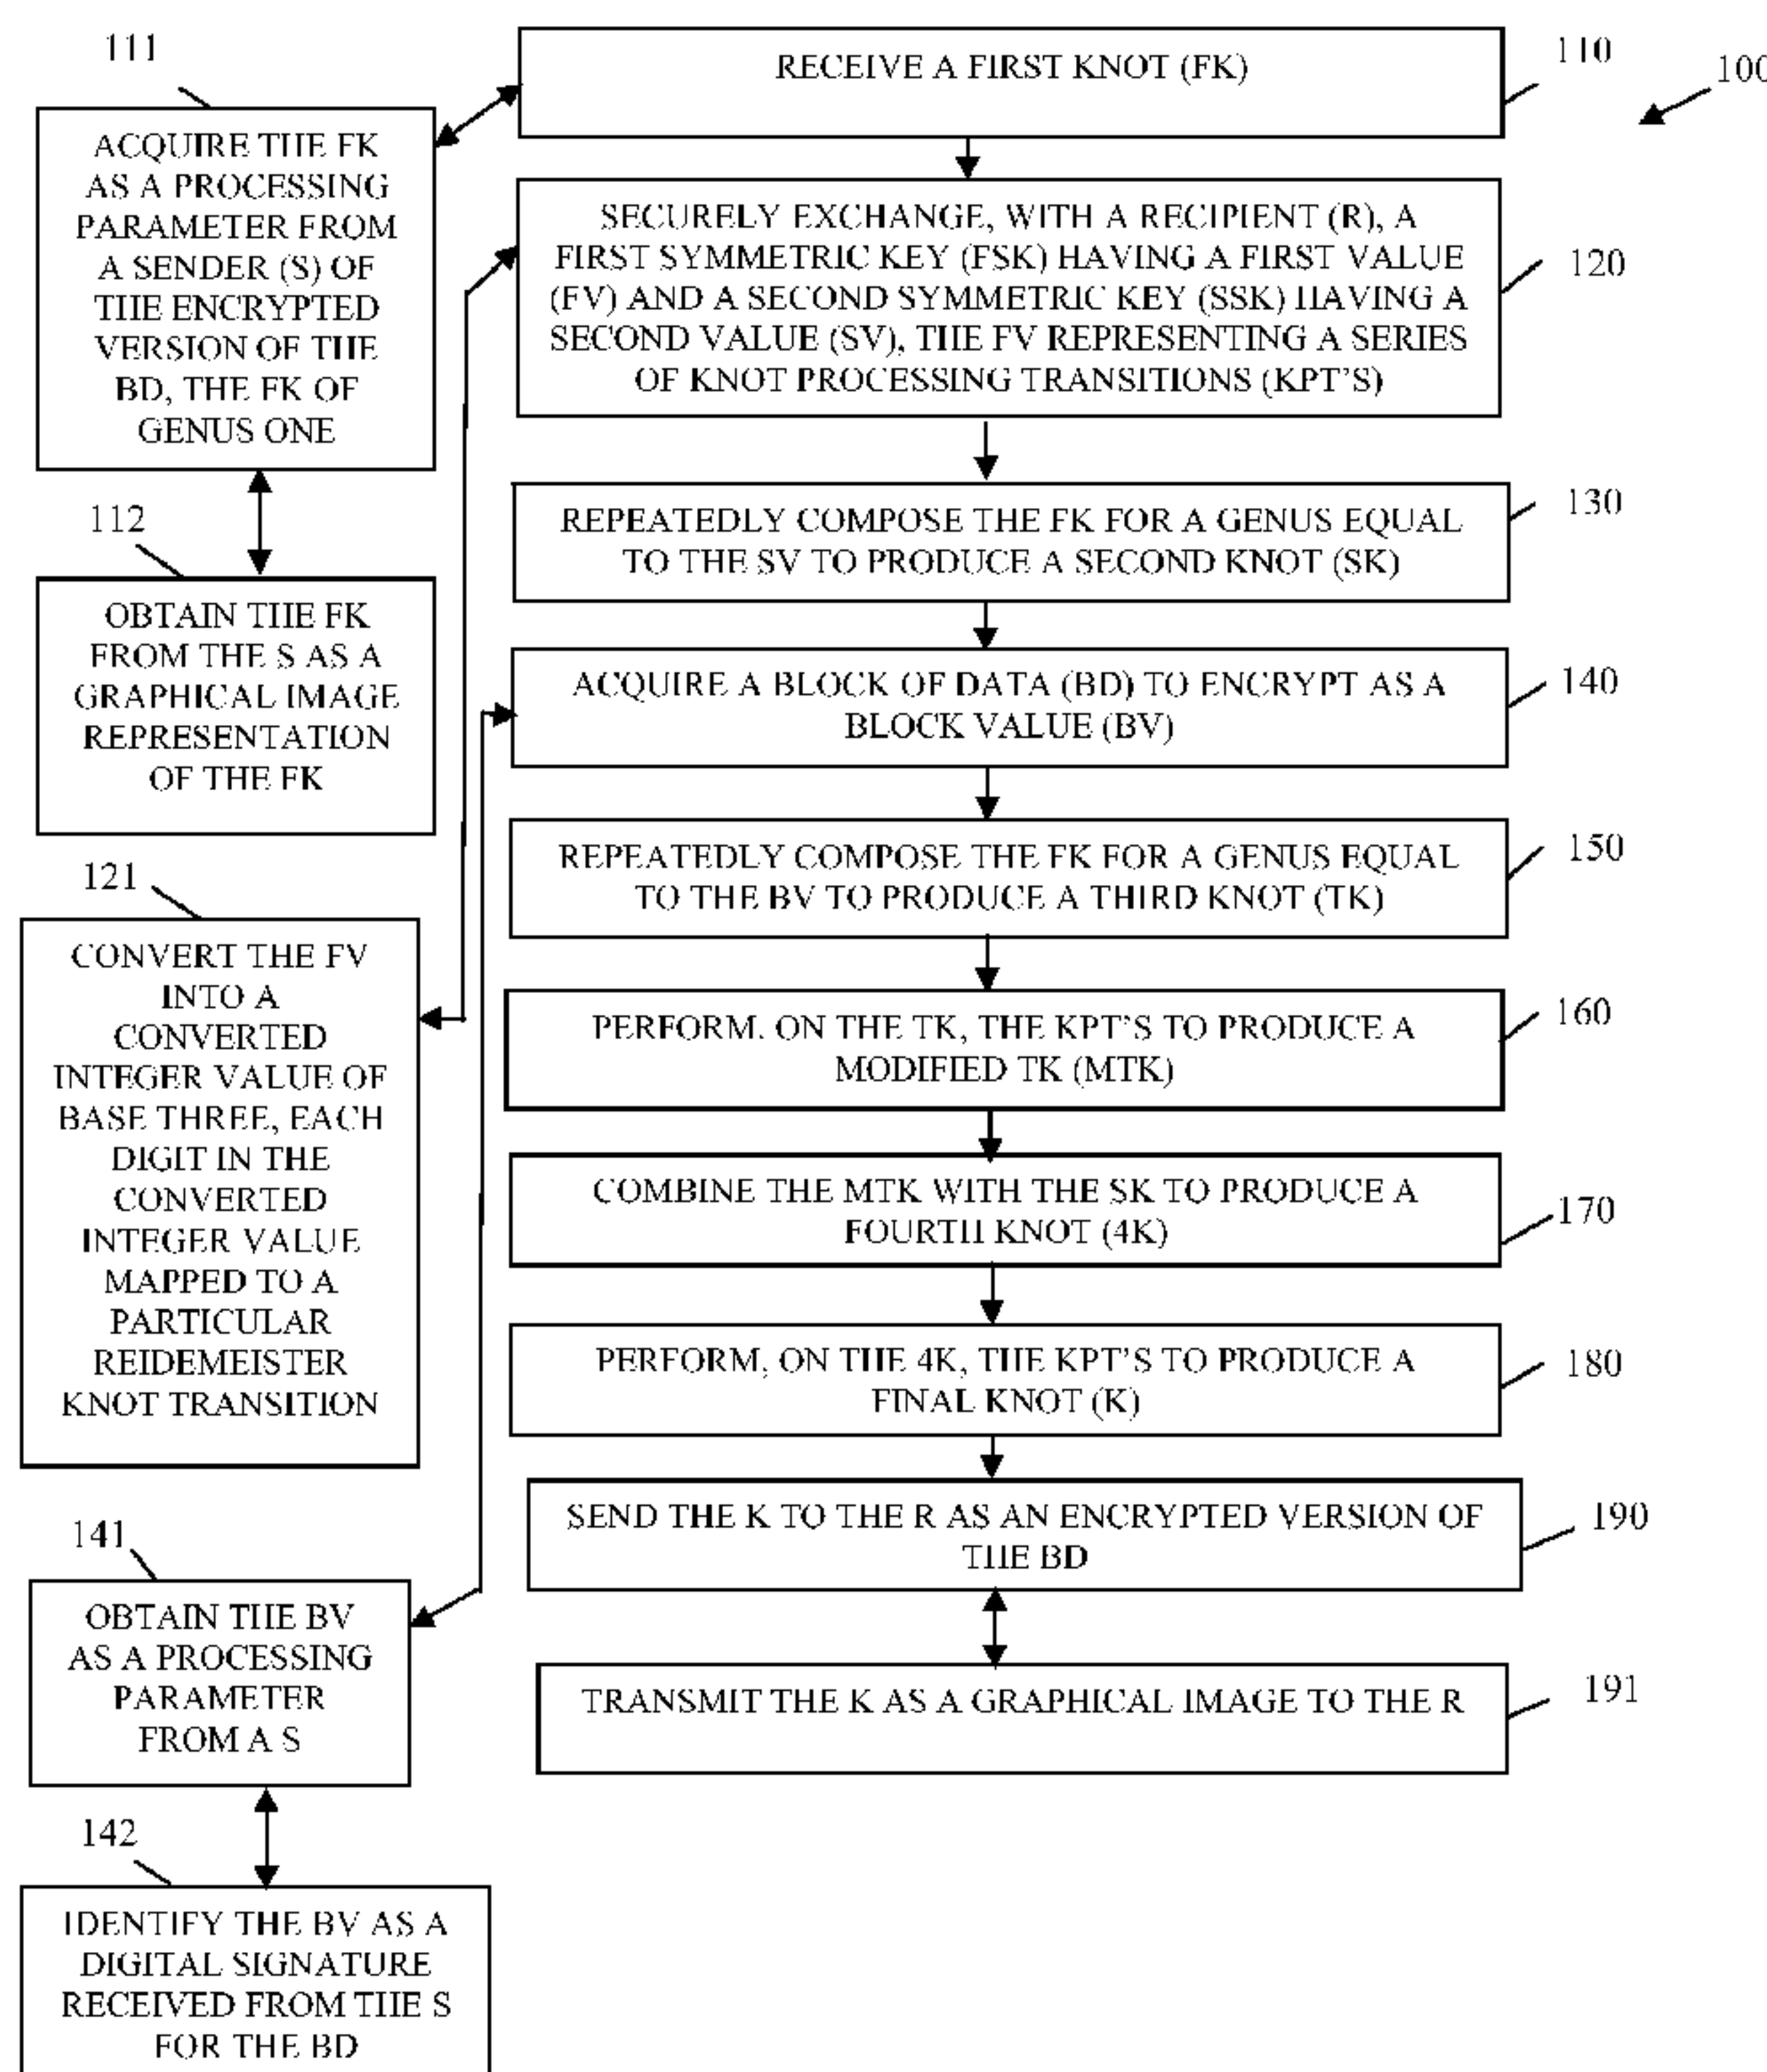 111
RECEIVE A FIRST KNOT (FK)
110
100
ACQUIRE THE FK
AS A PROCESSING
PARAMETER FROM
A SENDER (S) OF
THE ENCRYPTED
VERSION OF THE
BD, THE FK OF
GENUS ONE
SECURELY EXCHANGE, WITH A RECIPIENT (R), A
FIRST SYMMETRIC KEY (FSK) HAVING A FIRST VALUE
(FV) AND A SECOND SYMMETRIC KEY (SSK) HAVING A
SECOND VALUE (SV), THE FV REPRESENTING A SERIES
OF KNOT PROCESSING TRANSITIONS (KPT'S)
120
112
OBTAIN THE FK
FROM THE S AS A
GRAPHICAL IMAGE
REPRESENTATION
OF THE FK
REPEATEDLY COMPOSE THE FK FOR A GENUS EQUAL
TO THE SV TO PRODUCE A SECOND KNOT (SK)
130
ACQUIRE A BLOCK OF DATA (BD) TO ENCRYPT AS A
BLOCK VALUE (BV)
140
REPEATEDLY COMPOSE THE FK FOR A GENUS EQUAL
TO THE BV TO PRODUCE A THIRD KNOT (TK)
150
121
CONVERT THE FV
INTO A
CONVERTED
INTEGER VALUE OF
BASE THREE, EACH
DIGIT IN THE
CONVERTED
INTEGER VALUE
MAPPED TO A
PARTICULAR
REIDEMEISTER
KNOT TRANSITION
PERFORM, ON THE TK, THE KPT'S TO PRODUCE A
MODIFIED TK (MTK)
160
COMBINE THE MTK WITH THE SK TO PRODUCE A
FOURTH KNOT (4K)
170
PERFORM, ON THE 4K, THE KPT'S TO PRODUCE A
FINAL KNOT (K)
180
SEND THE K TO THE R AS AN ENCRYPTED VERSION OF
THE BD
190
141
OBTAIN THE BV
AS A PROCESSING
PARAMETER
FROM A S
TRANSMIT THE K AS A GRAPHICAL IMAGE TO THE R
191
142
IDENTIFY THE BV AS A
DIGITAL SIGNATURE
RECEIVED FROM THE S
FOR THE BD